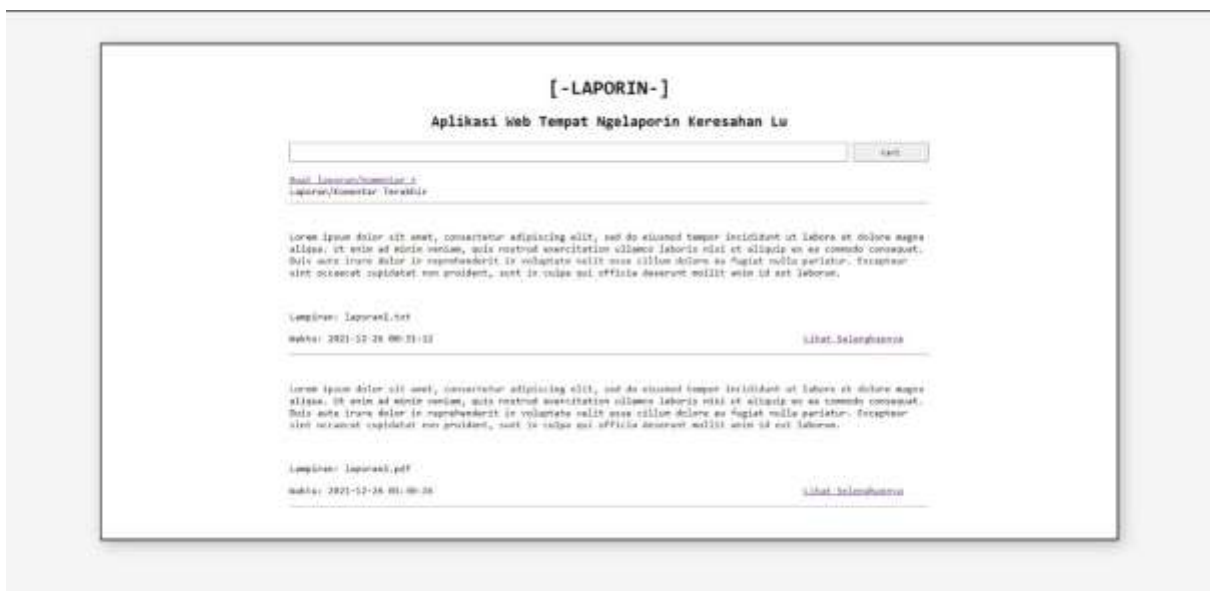 [-LAPORIN-]
Aplikasi Web Tempat Ngelaporin Keresahan Lu
Cari
Buat Laporan/Komentar +
Laporan/Komentar Terakhir
Lorem ipsum dolor sit amet, consectetur adipiscing elit, sed do eiusmod tempor incididunt ut labore et dolore magna
aliqua. Ut enim ad minim veniam, quis nostrud exercitation ullamco laboris nisi ut aliquip ex ea commodo consequat.
Duis aute irure dolor in reprehenderit in voluptate velit esse cillum dolore eu fugiat nulla pariatur. Excepteur
sint occaecat cupidatat non proident, sunt in culpa qui officia deserunt mollit anim id est laborum.
Lampiran: laporan1.txt
Waktu: 2021-12-26 Lihat Selengkapnya
Lorem ipsum dolor sit amet, consectetur adipiscing elit, sed do eiusmod tempor incididunt ut labore et dolore magna
aliqua. Ut enim ad minim veniam, quis nostrud exercitation ullamco laboris nisi ut aliquip ex ea commodo consequat.
Duis aute irure dolor in reprehenderit in voluptate velit esse cillum dolore eu fugiat nulla pariatur. Excepteur
sint occaecat cupidatat non proident, sunt in culpa qui officia deserunt mollit anim id est laborum.
Lampiran: laporan1.pdf
Waktu: 2021-12-26 Lihat Selengkapnya